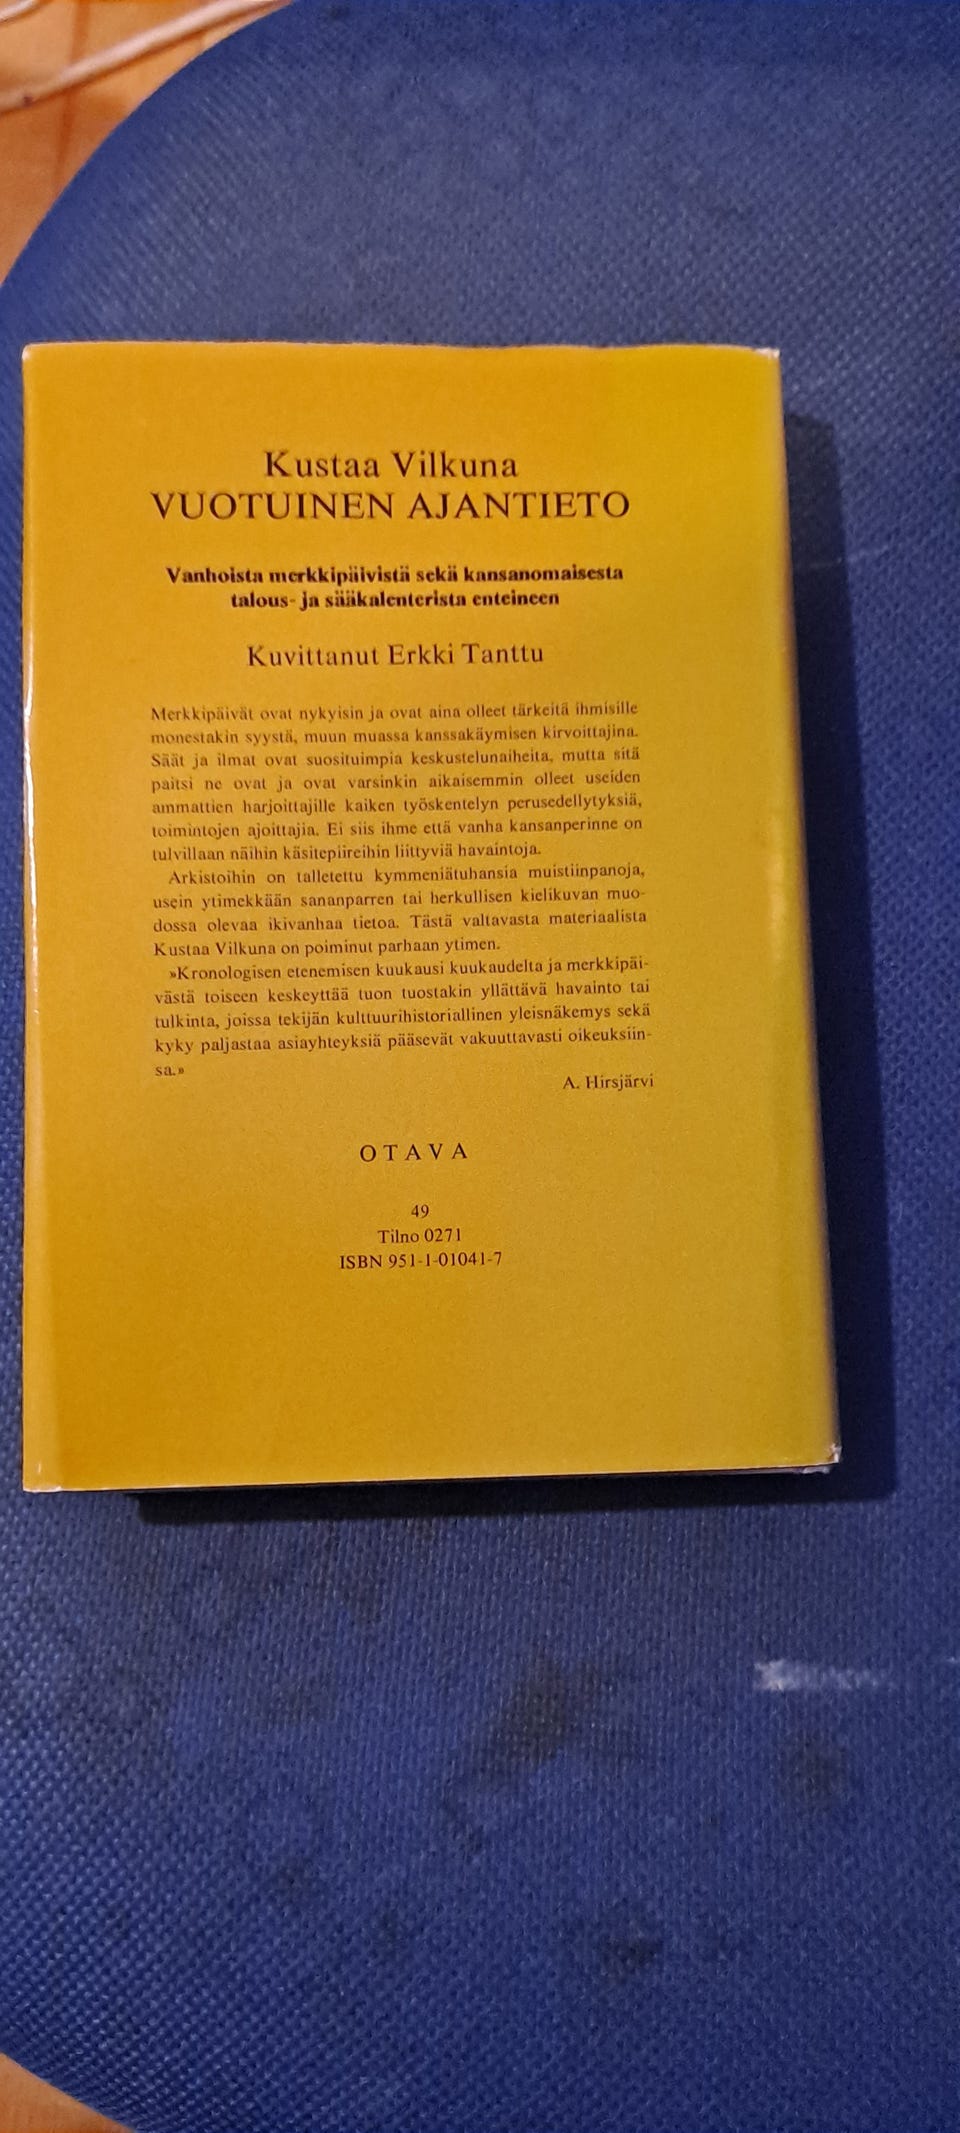 Kustaa Vilkuna
VUOTUINEN AJANTIETO
Vanhoista merkkipäivistä sekä kansanomaisesta
talous- ja sääkalenterista enteineen
Kuvittanut Erkki Tanttu
Merkkipäivät ovat nykyisin ja ovat aina olleet tärkeitä ihmisille
monestakin syystä, muun muassa kanssakäymisen kirvoittajina.
Säät ja ilmat ovat suosituimpia keskustelunaiheita, mutta sitä
paitsi ne ovat ja ovat varsinkin aikaisemmin olleet useiden
ammattien harjoittajille kaiken työskentelyn perusedellytyksiä,
toimintojen ajoittajia. Ei siis ihme että vanha kansanperinne on
tulvillaan näihin käsitepiireihin liittyviä havaintoja.
Arkistoihin on talletettu kymmeniätuhansia muistiinpanoja,
usein ytimekkään sananparren tai herkullisen kielikuvan muo-
dossa olevaa ikivanhaa tietoa. Tästä valtavasta materiaalista
Kustaa Vilkuna on poiminut parhaan ytimen.
»Kronologisen etenemisen kuukausi kuukaudelta ja merkkipäi-
västä toiseen keskeyttää tuon tuostakin yllättävä havainto tai
tulkinta, joissa tekijän kulttuurihistoriallinen yleisnäkemys sekä
kyky paljastaa asiayhteyksiä pääsevät vakuuttavasti oikeuksiin-
sa.»
A. Hirsjärvi
OTAVA
49
Tilno 0271
ISBN 951-1-01041-7